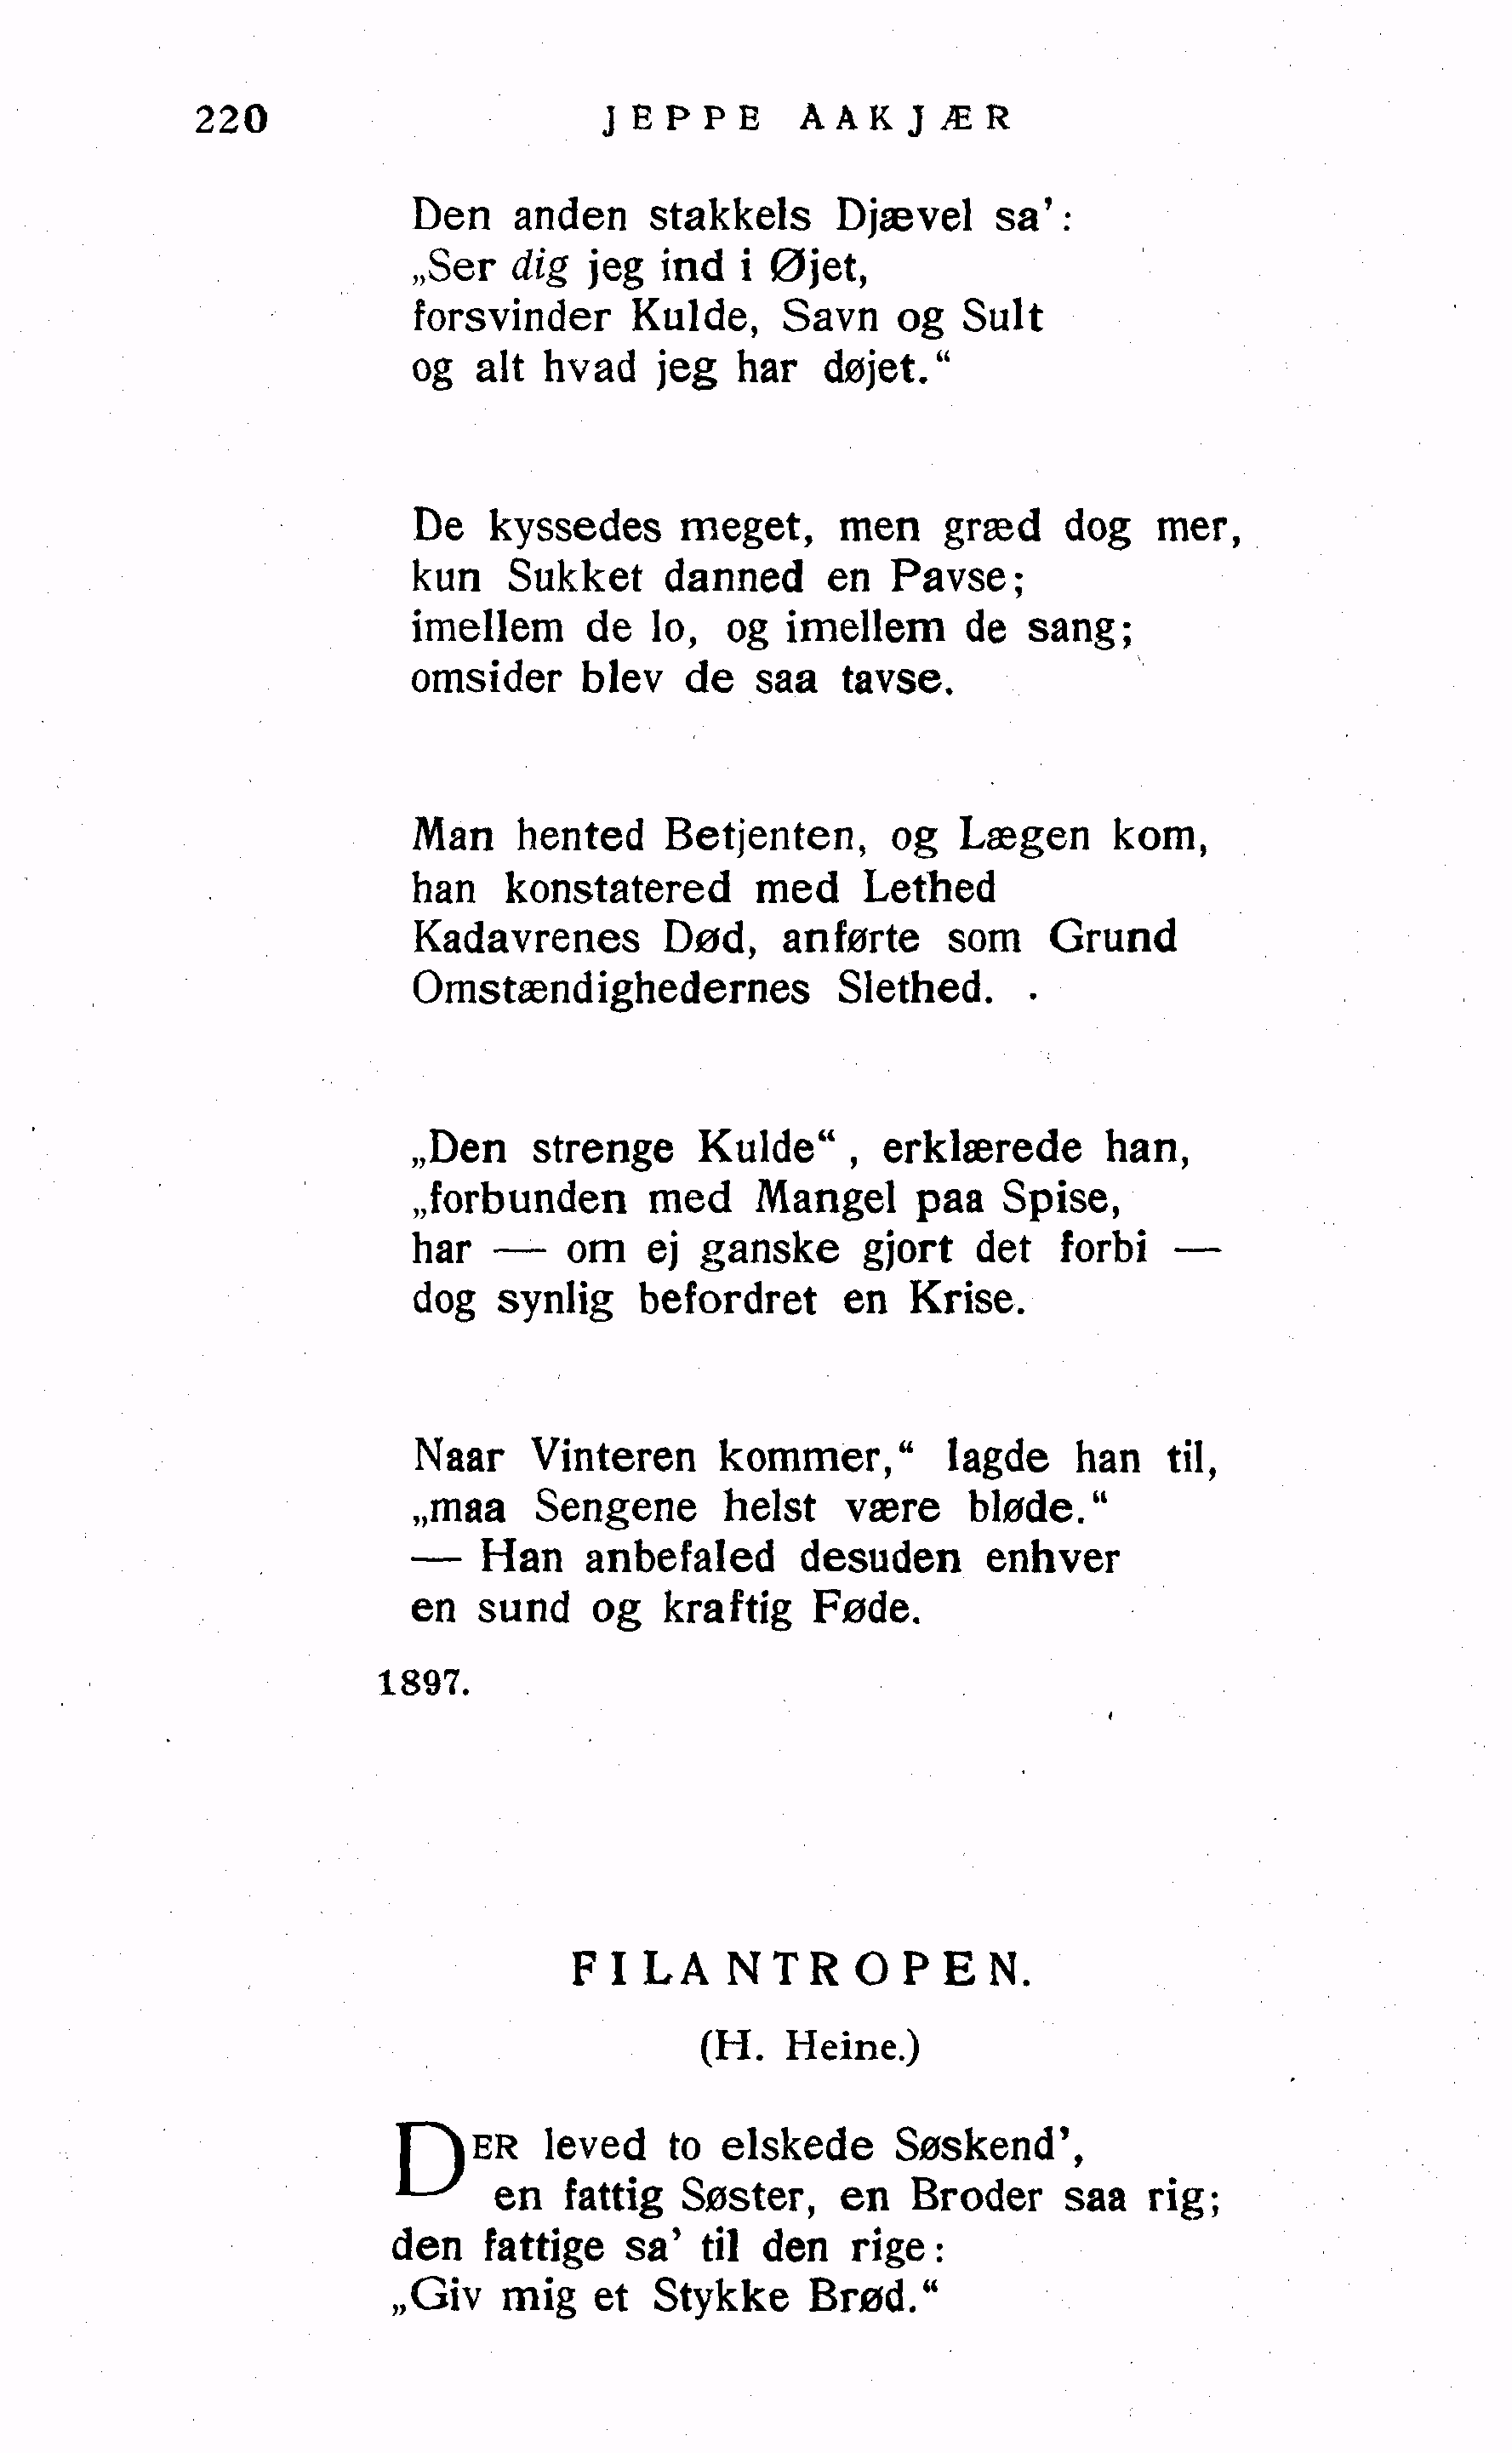 220 JEPPE AAKJÆR
Den anden stakkels Djævel sa':
„Ser dig jeg ind i Øjet,
forsvinder Kulde, Savn og Sult
og alt hvad jeg har døjet.“
De kyssedes meget, men græd dog mer,
kun Sukket danned en Pavse;
imellem de lo, og imellem de sang;
omsider blev de saa tavse.
Man hented Betjenten, og Lægen kom,
han konstatered med Lethed
Kadavrenes Død, anførte som Grund
Omstændighedernes Slethed.
„Den strenge Kulde“, erklærede han,
„forbunden med Mangel paa Spise,
har — om ej ganske gjort det forbi —
dog synlig befordret en Krise.
Naar Vinteren kommer,“ lagde han til,
„maa Sengene helst være bløde.“
— Han anbefaled desuden enhver
en sund og kraftig Føde.
1897.
FILANTROPEN.
(H. Heine.)
DER leved to elskede Søskend',
en fattig Søster, en Broder saa rig;
den fattige sa' til den rige:
„Giv mig et Stykke Brød.“